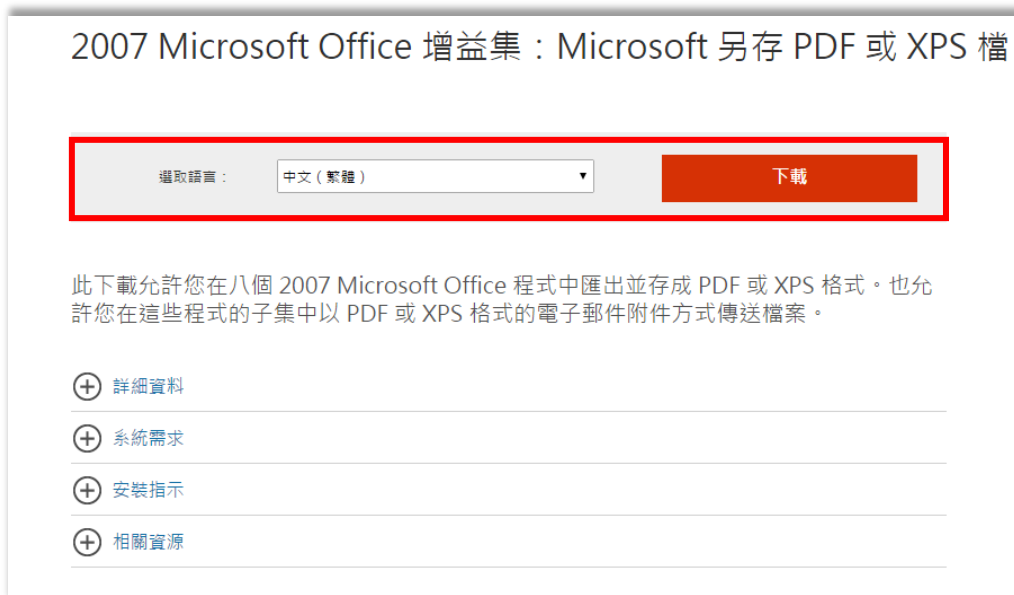 2007 Microsoft Office 增益集：Microsoft 另存 PDF 或 XPS 檔
選取語言：
中文（繁體）
下載
此下載允許您在八個 2007 Microsoft Office 程式中匯出並存成 PDF 或 XPS 格式。也允
許您在這些程式的子集中以 PDF 或 XPS 格式的電子郵件附件方式傳送檔案。
詳細資料
系統需求
安裝指示
相關資源